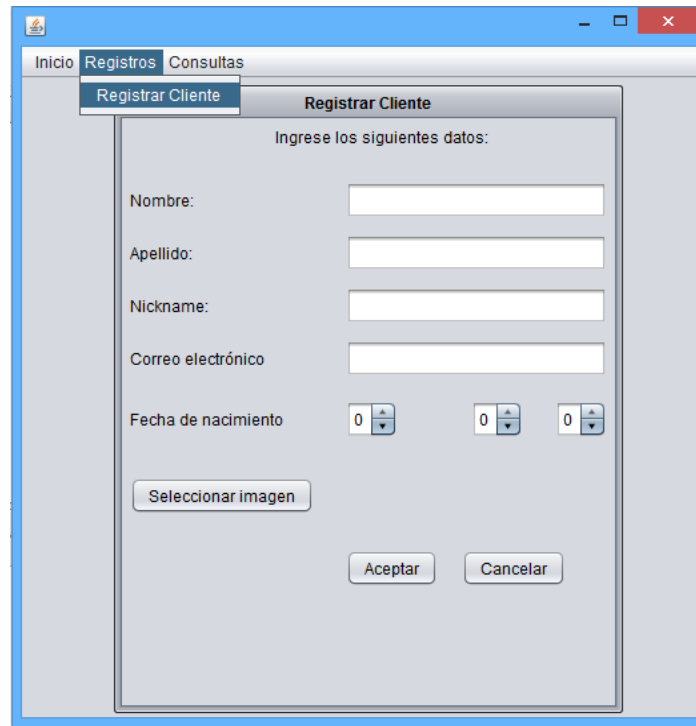 Inicio Registros Consultas
Registrar Cliente
Registrar Cliente
Ingrese los siguientes datos:
Nombre:
Apellido:
Nickname:
Correo electrónico
Fecha de nacimiento 0 0 0
Seleccionar imagen
Aceptar Cancelar